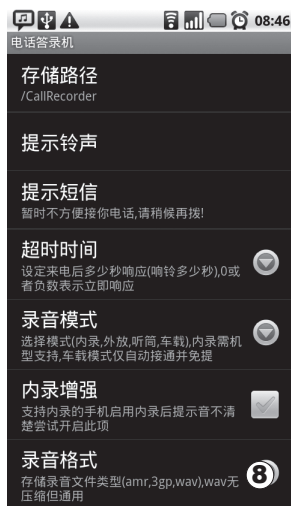 08:46
电话答录机
存储路径
/CallRecorder
提示铃声
提示短信
暂时不方便接你电话,请稍候再拨!
超时时间
设定来电后多少秒响应(响铃多少秒),0或
者负数表示立即响应
录音模式
选择模式(内录,外放,听筒,车载),内录需机
型支持,车载模式仅自动接通并免提
内录增强
支持内录的手机启用内录后提示音不清
楚尝试开启此项
录音格式
存储录音文件类型(amr,3gp,wav),wav无
压缩但通用
8